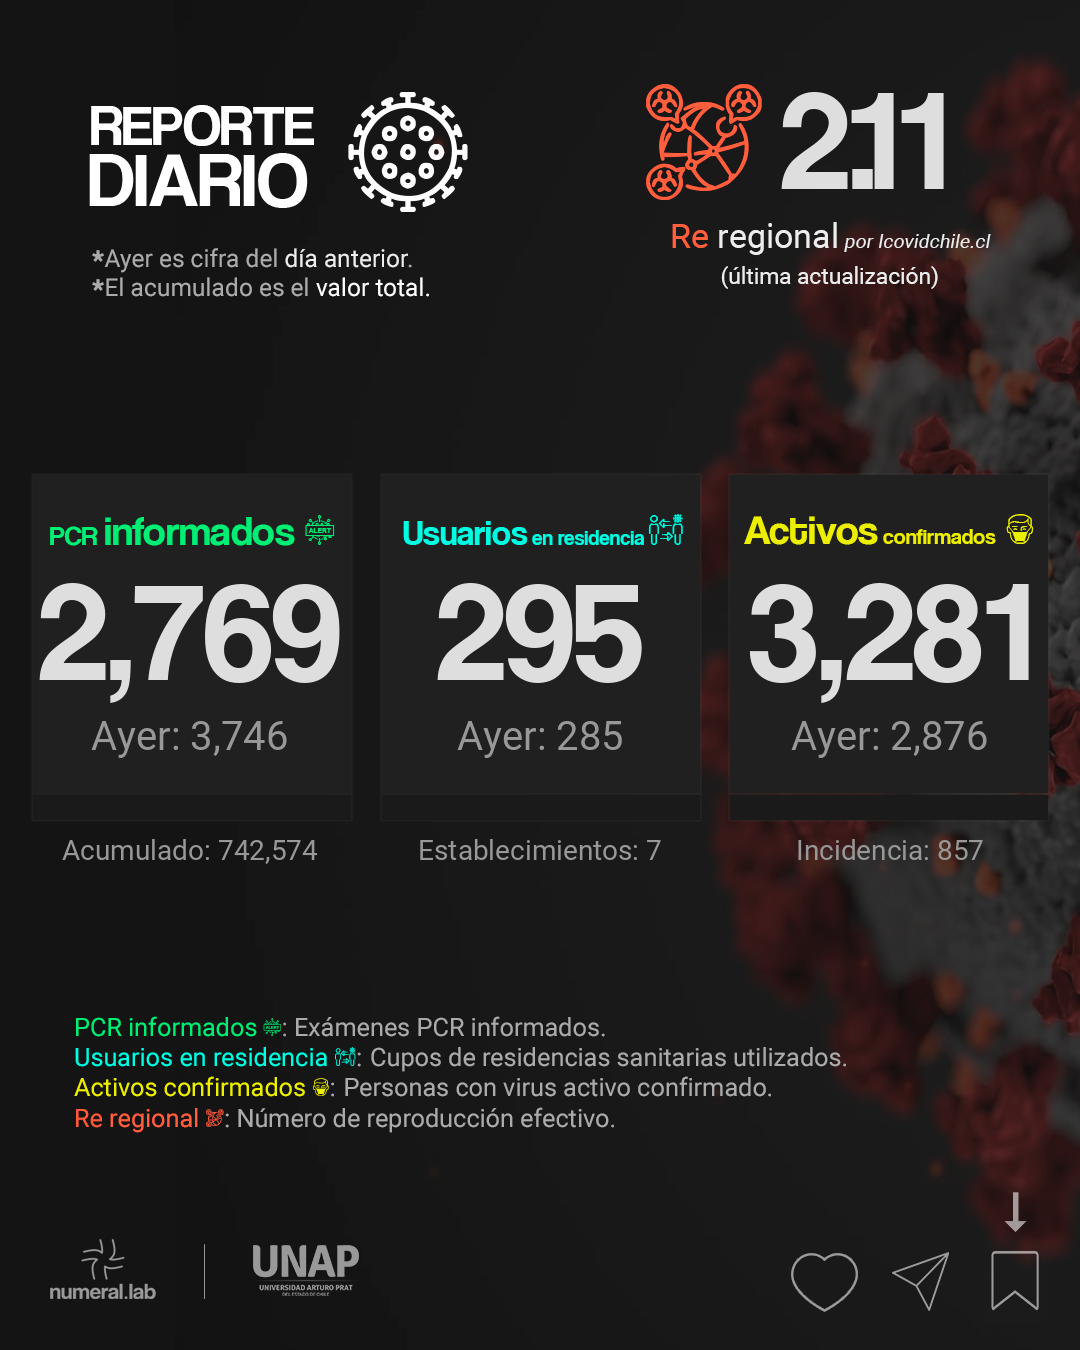 REPORTE
DIARIO
*Ayer es cifra del día anterior.
*El acumulado es el valor total.
2.11
Re regional por Icovidchile.cl
(última actualización)
PCR informados ALERT
2,769
Ayer: 3,746
Acumulado: 742,574
Usuarios en residencia
295
Ayer: 285
Establecimientos: 7
Activos confirmados
3,281
Ayer: 2,876
Incidencia: 857
PCR informados ALERT: Exámenes PCR informados.
Usuarios en residencia : Cupos de residencias sanitarias utilizados.
Activos confirmados : Personas con virus activo confirmado.
Re regional : Número de reproducción efectivo.
numeral.lab
UNAP
UNIVERSIDAD ARTURO PRAT
DEL ESTADO DE CHILE